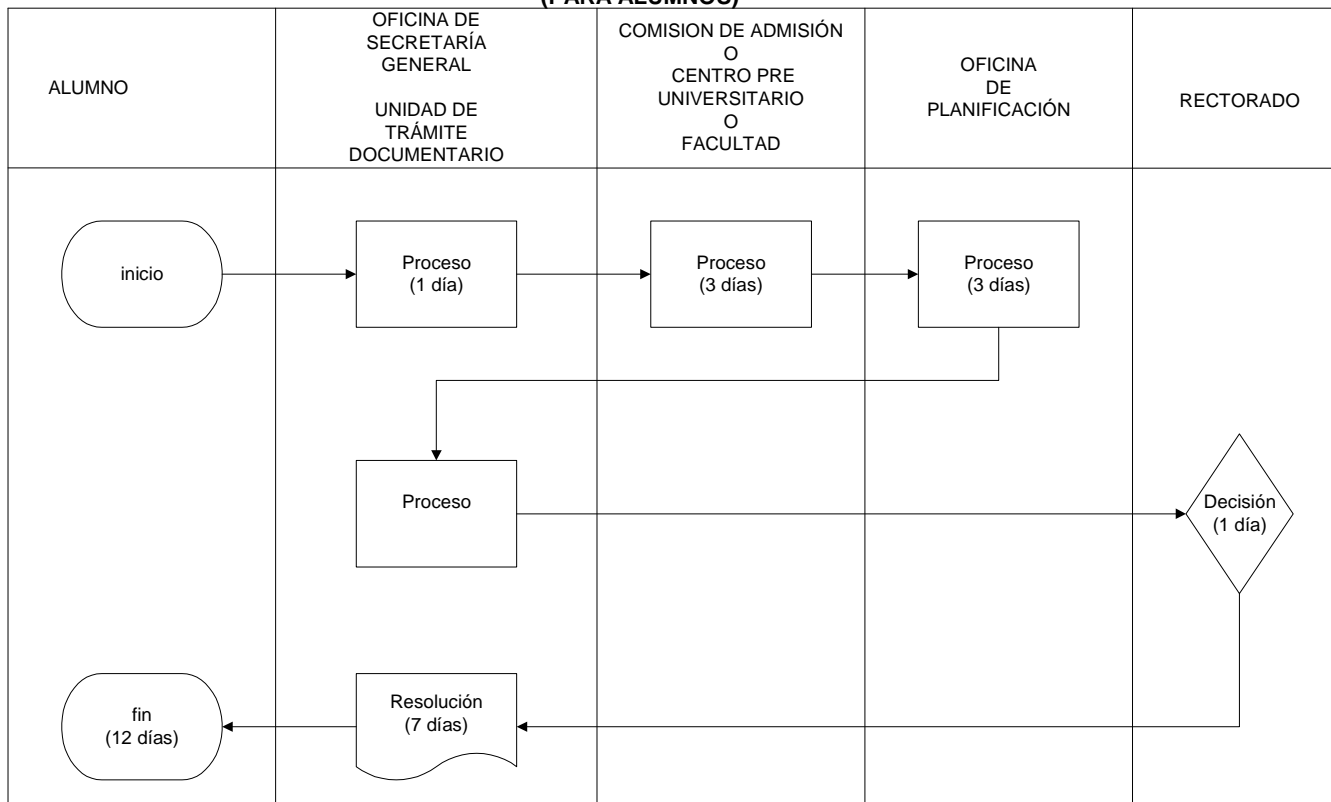 (PARA ALUMNOS)
ALUMNO
OFICINA DE
SECRETARÍA
GENERAL
UNIDAD DE
TRÁMITE
DOCUMENTARIO
COMISION DE ADMISIÓN
O
CENTRO PRE
UNIVERSITARIO
O
FACULTAD
OFICINA
DE
PLANIFICACIÓN
RECTORADO
inicio
Proceso
(1 día)
Proceso
(3 días)
Proceso
(3 días)
Proceso
Decisión
(1 día)
Resolución
(7 días)
fin
(12 días)